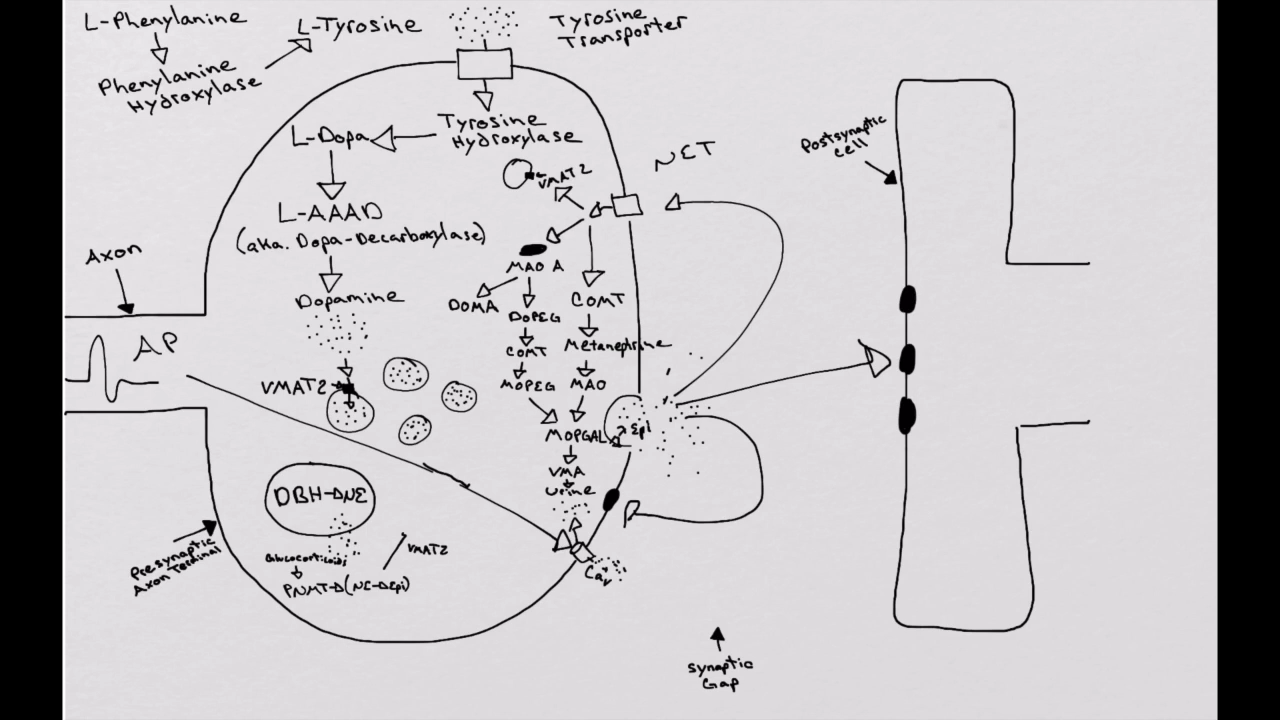 L-Phenylanine
Phenylanine
Hydroxylase
L-Tyrosine
Tyrosine
Transporter
Tyrosine
Hydroxylase
L-Dopa
L-AAAD
(aka. Dopa-Decarboxylase)
Dopamine
VMAT2
VMAT2
NET
MAO A
DOMA
DOPEG
COMT
MOPEG
COMT
Metanephrine
MAO
MOPGAL
VMA
Urine
Epi
Axon
AP
DBH→NE
Glucocorticoids
PNMT→(NE→Epi)
VMAT2
Cav
Presynaptic
Axon Terminal
Synaptic
Gap
Postsynaptic
Cell